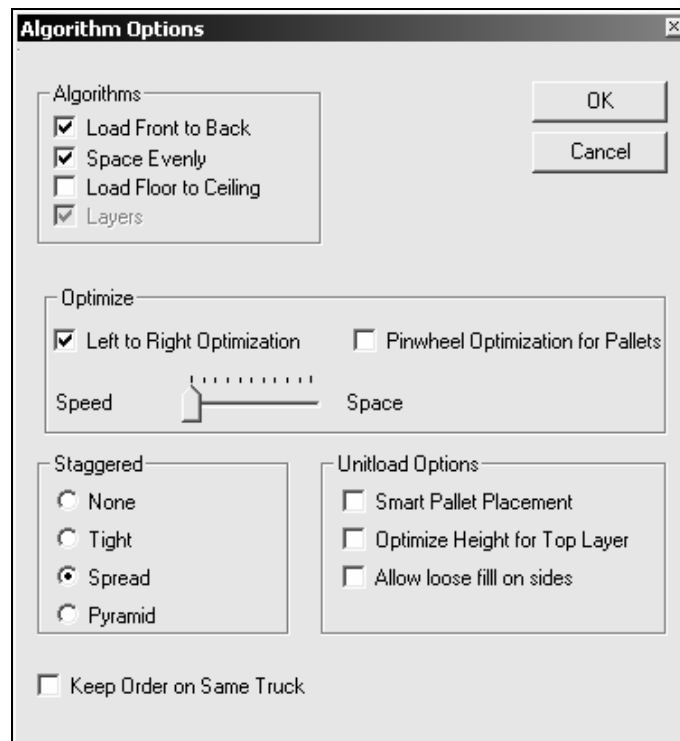 Algorithm Options
Algorithms
Load Front to Back
Space Evenly
Load Floor to Ceiling
Layers
OK
Cancel
Optimize
Left to Right Optimization
Pinwheel Optimization for Pallets
Speed
Space
Staggered
None
Tight
Spread
Pyramid
Unitload Options
Smart Pallet Placement
Optimize Height for Top Layer
Allow loose filll on sides
Keep Order on Same Truck